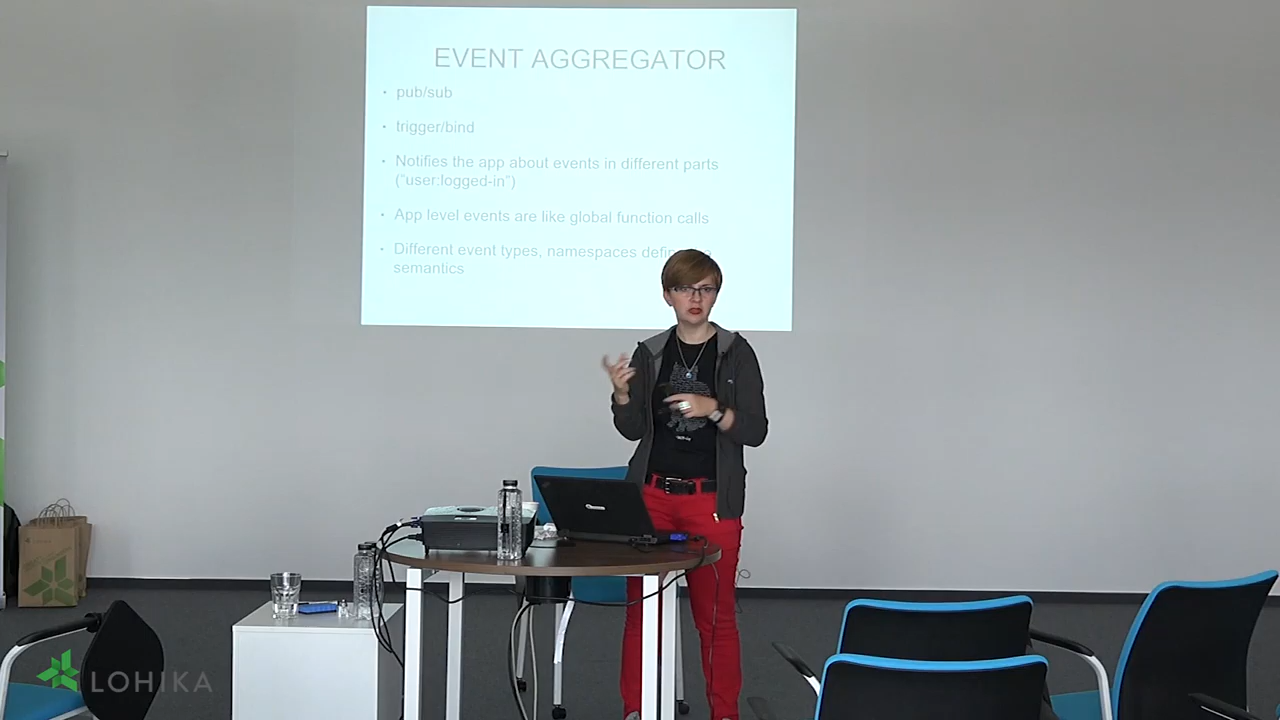 EVENT AGGREGATOR
• pub/sub
• trigger/bind
• Notifies the app about events in different parts
("user:logged-in")
• App level events are like global function calls
• Different event types, namespaces
semantics
LOHIKA